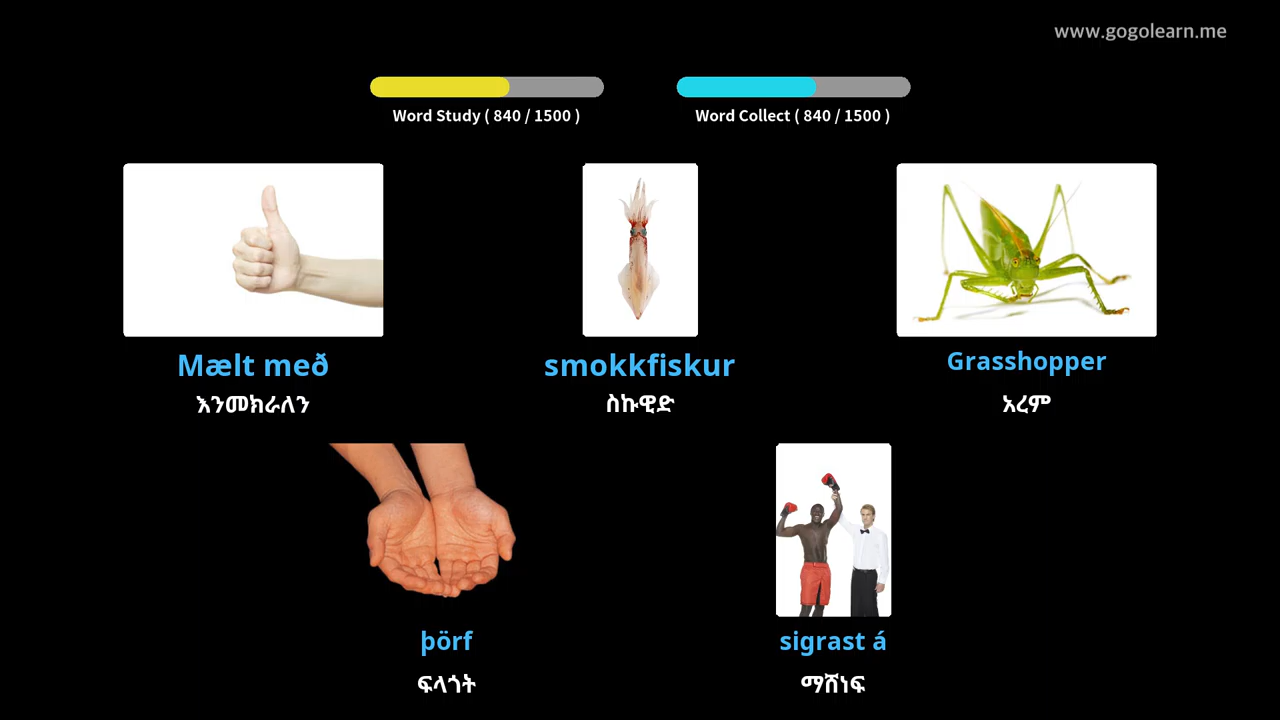 www.gogolearn.me
Word Study ( 840 / 1500 )
Word Collect ( 840 / 1500 )
Mælt með
smokkfiskur
Grasshopper
እንመክራለን
ስኩዊድ
አረም
þörf
sigrast á
ፍላጎት
ማሸነፍ